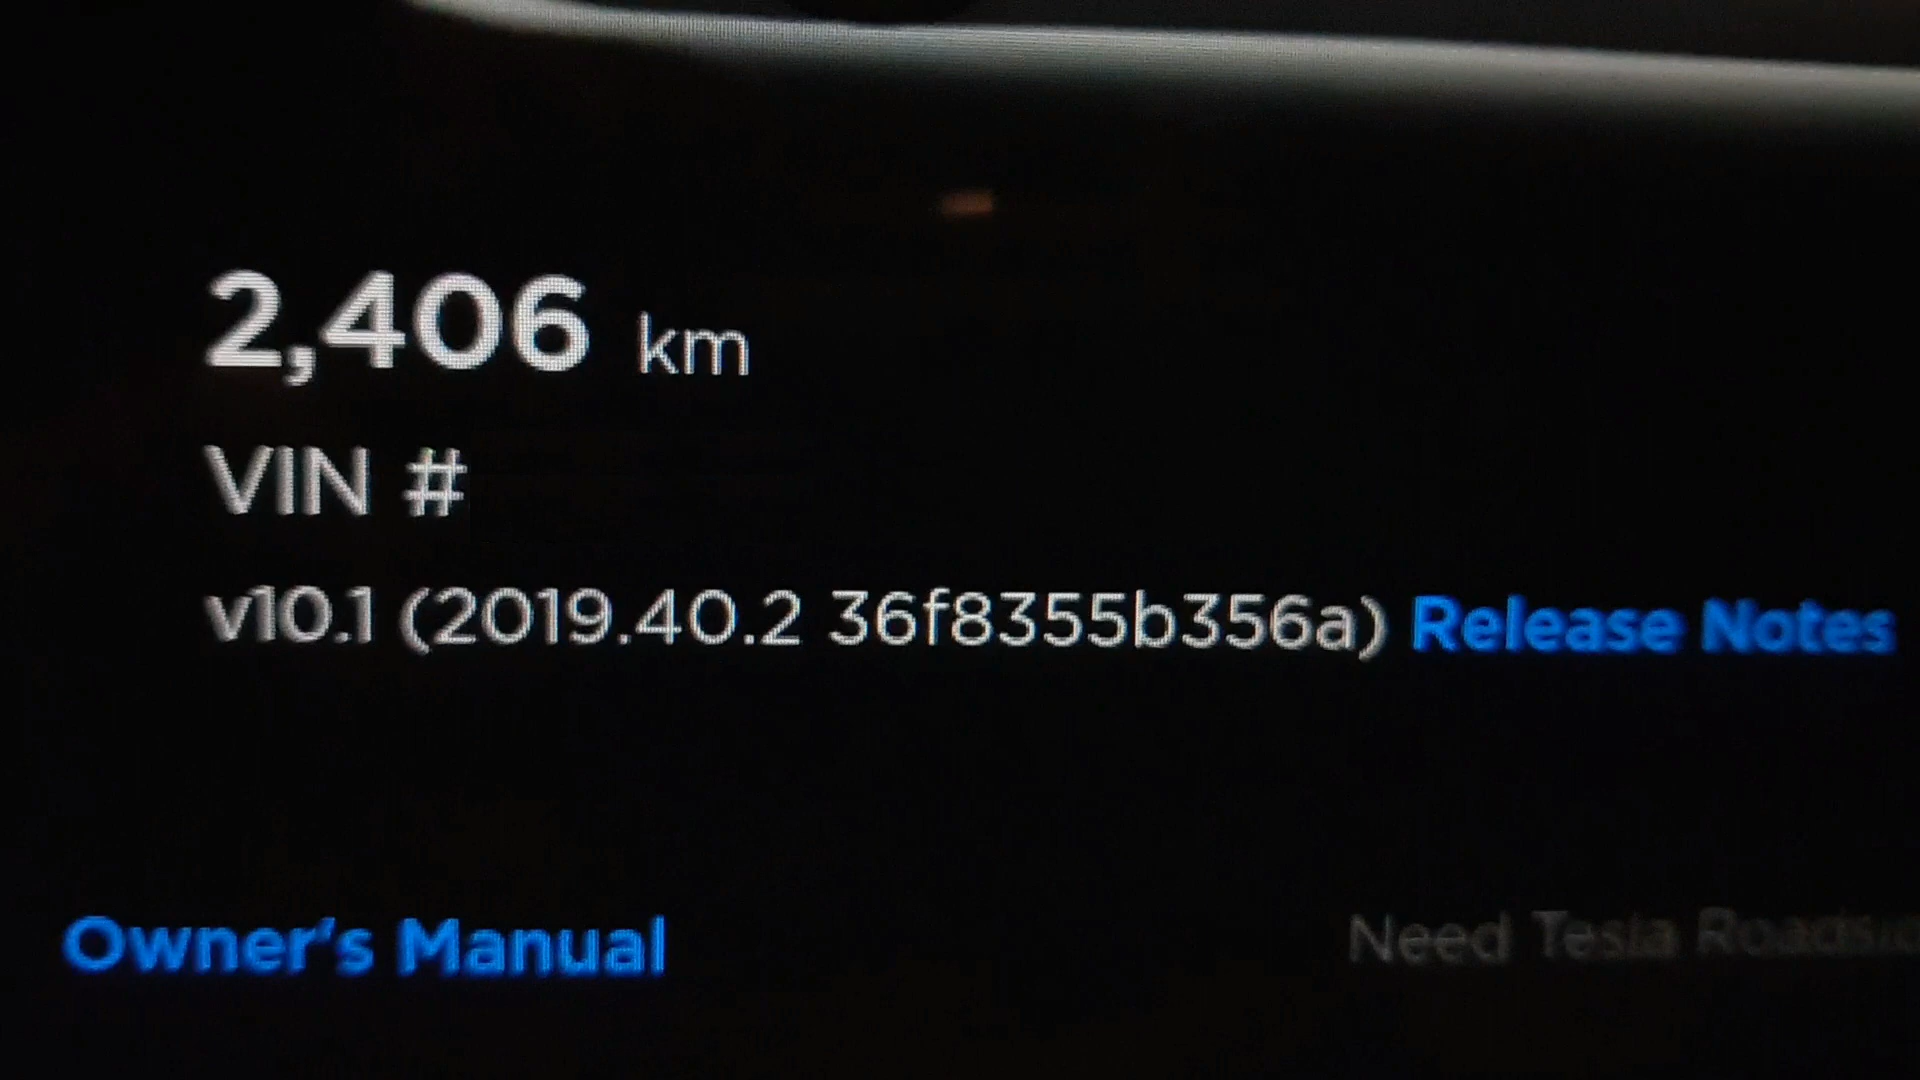 2,406 km
VIN #
v10.1 (2019.40.2 36f8355b356a) Release Notes
Owner's Manual
Need Tesla